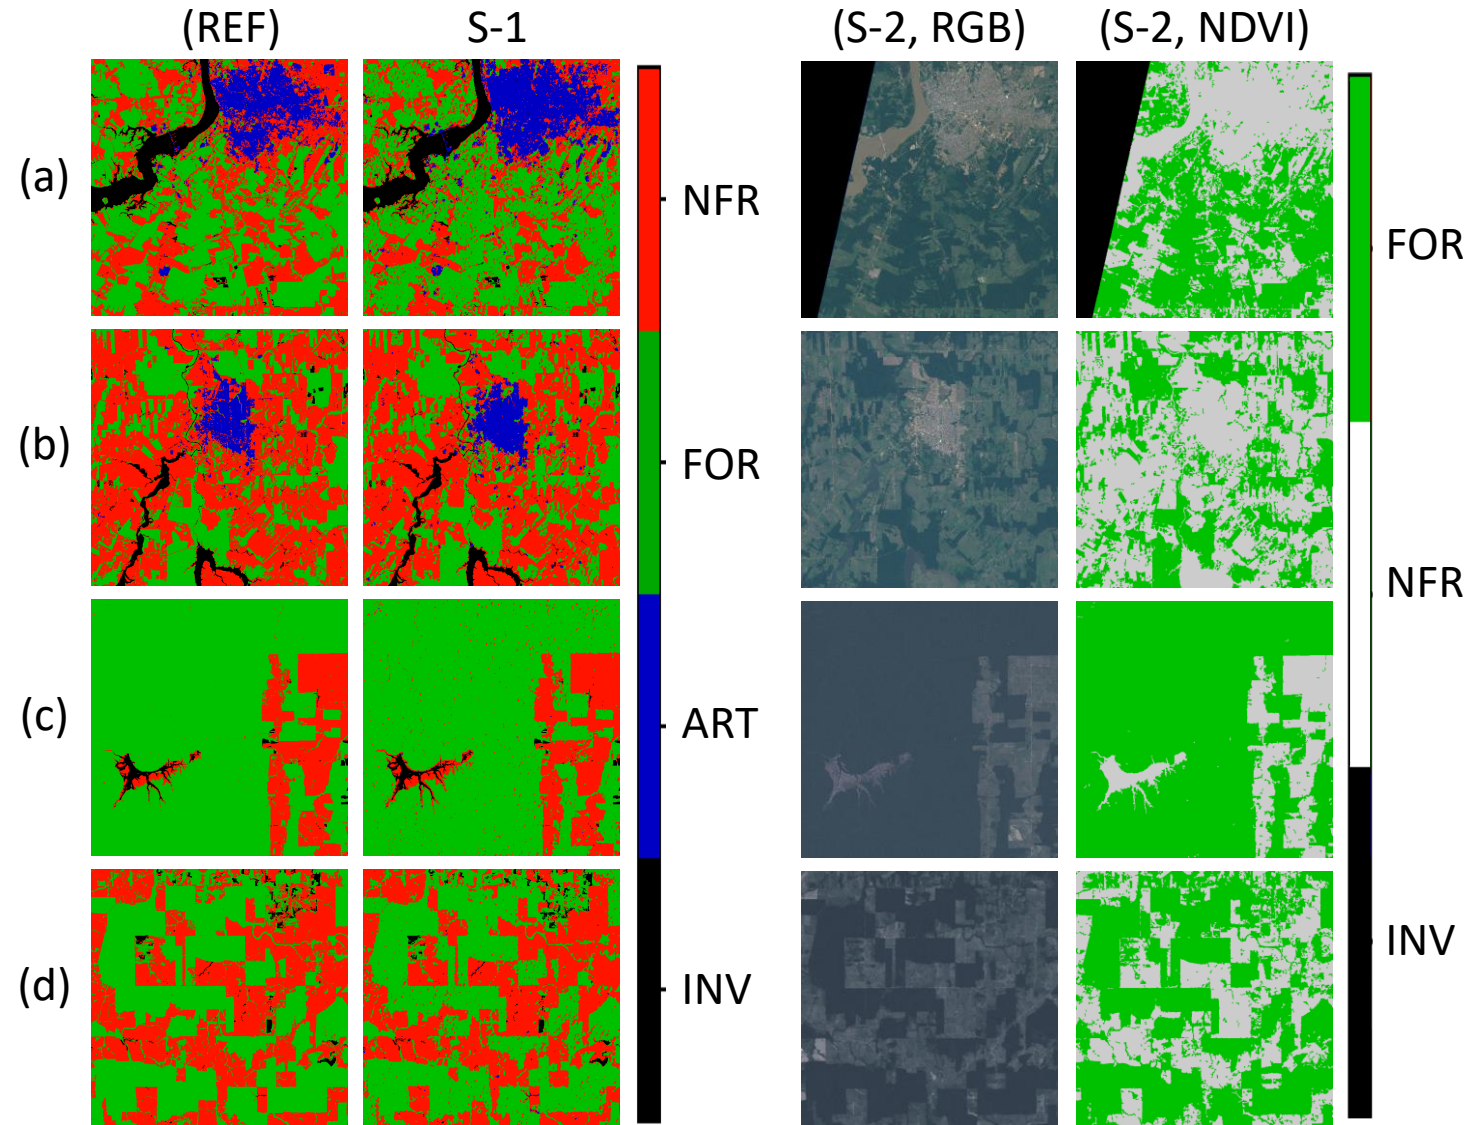 (REF) S-1 (S-2, RGB) (S-2, NDVI)
(a)
NFR
FOR
(b)
FOR
NFR
(c)
ART
INV
(d)
INV